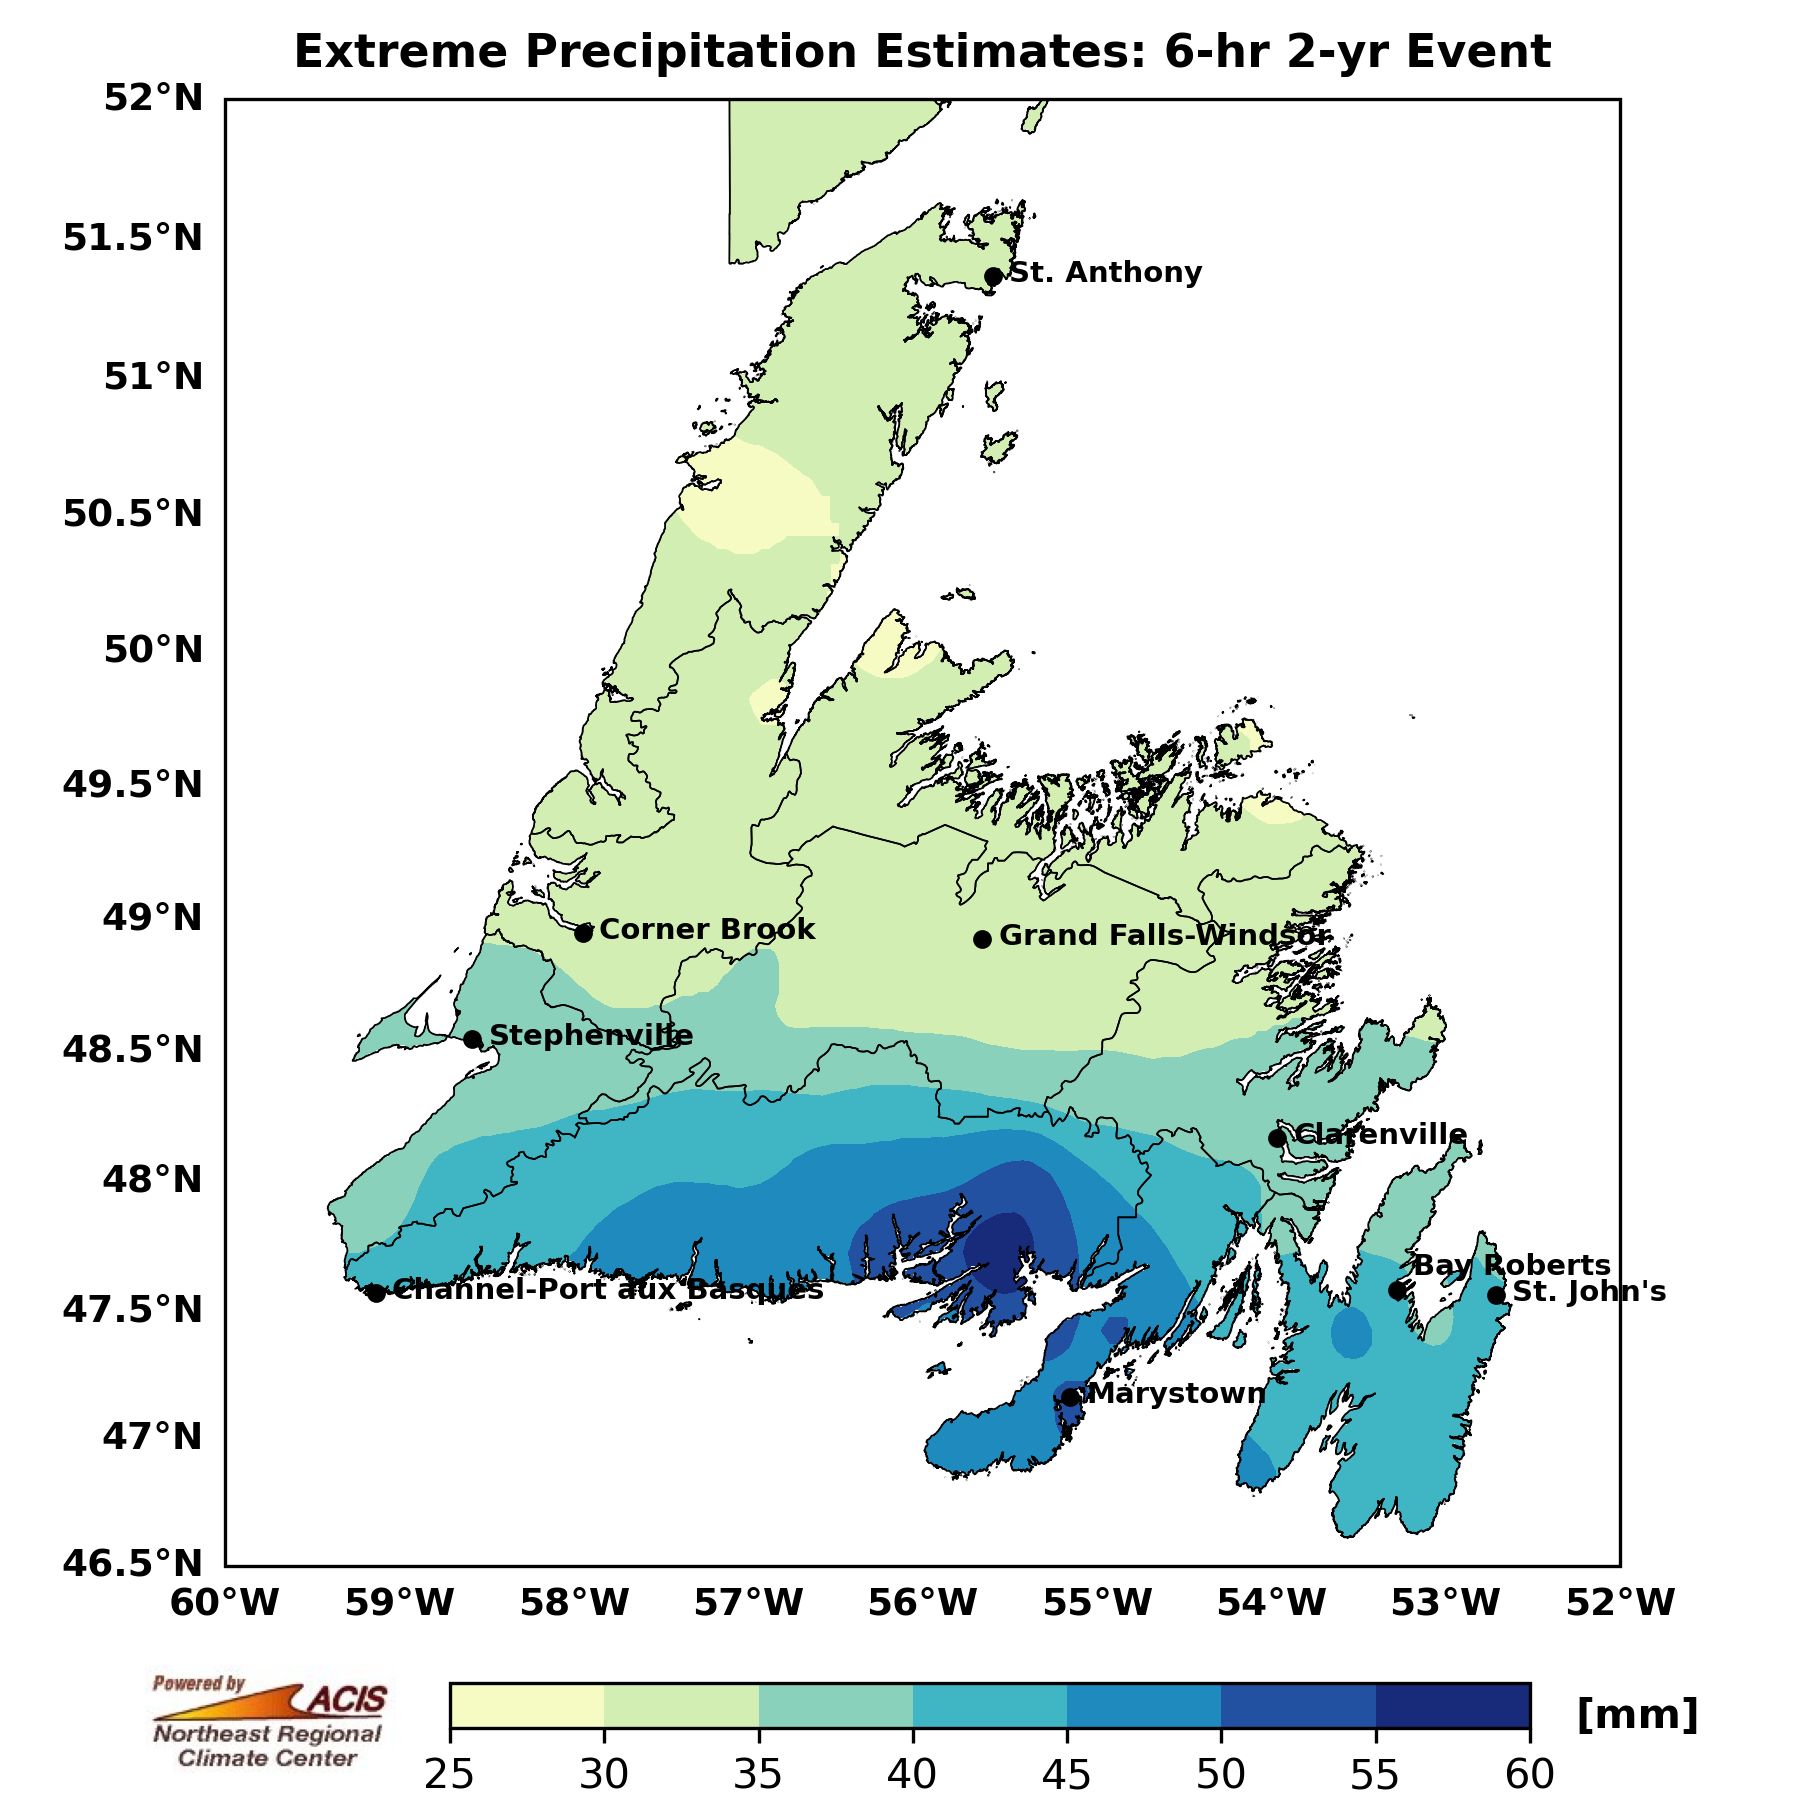 Extreme Precipitation Estimates: 6-hr 2-yr Event
52°N
51.5°N
St. Anthony
51°N
50.5°N
50°N
49.5°N
49°N
Corner Brook
Grand Falls-Windsor
48.5°N
Stephenville
Clarenville
48°N
Bay Roberts
47.5°N
Channel-Port aux Basques
St. John's
Marystown
47°N
46.5°N
60°W 59°W 58°W 57°W 56°W 55°W 54°W 53°W 52°W
Powered by
ACIS
Northeast Regional
Climate Center
[mm]
25 30 35 40 45 50 55 60